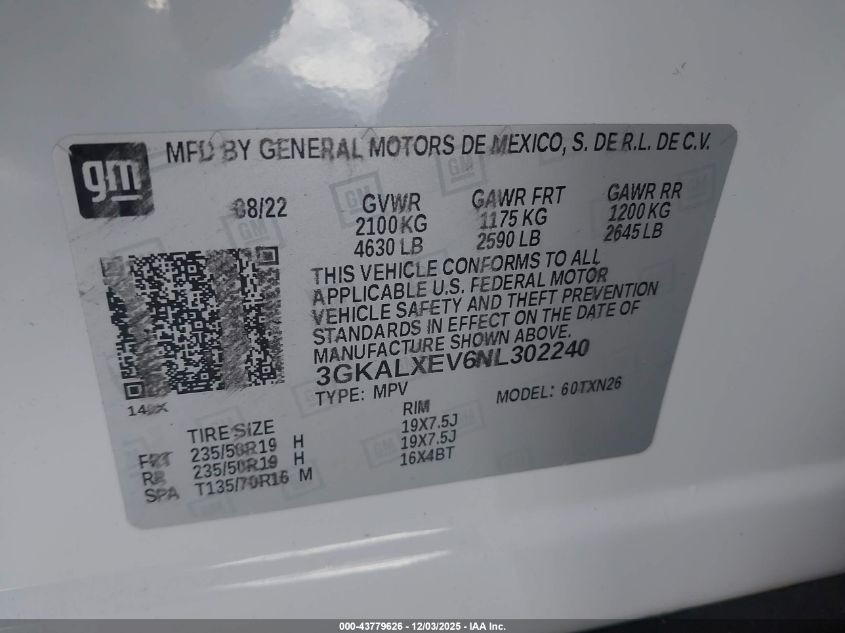 gm
MFD BY GENERAL MOTORS DE MEXICO, S. DE R.L. DE C.V.
08/22
GVWR GAWR FRT GAWR RR
2100 KG 1175 KG 1200 KG
4630 LB 2590 LB 2645 LB
THIS VEHICLE CONFORMS TO ALL
APPLICABLE U.S. FEDERAL MOTOR
VEHICLE SAFETY AND THEFT PREVENTION
STANDARDS IN EFFECT ON THE DATE OF
MANUFACTURE SHOWN ABOVE.
3GKALXEV6NL302240
TYPE: MPV MODEL: 60TXN26
TIRE SIZE RIM
FRT 235/50R19 H 19X7.5J
RR 235/50R19 H 19X7.5J
SPA T135/70R16 M 16X4BT
000-43779626 - 12/03/2025 - IAA Inc.